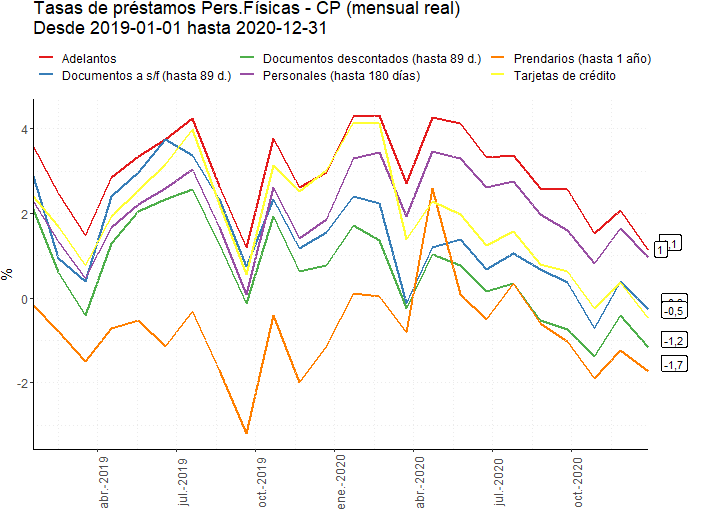 Tasas de préstamos Pers.Físicas - CP (mensual real)
Desde 2019-01-01 hasta 2020-12-31
Adelantos
Documentos descontados (hasta 89 d.)
Prendarios (hasta 1 año)
Documentos a s/f (hasta 89 d.)
Personales (hasta 180 días)
Tarjetas de crédito
4
2
0
-2
%
1
-0,5
-1,2
-1,7
abr.-2019
jul.-2019
oct.-2019
ene.-2020
abr.-2020
jul.-2020
oct.-2020